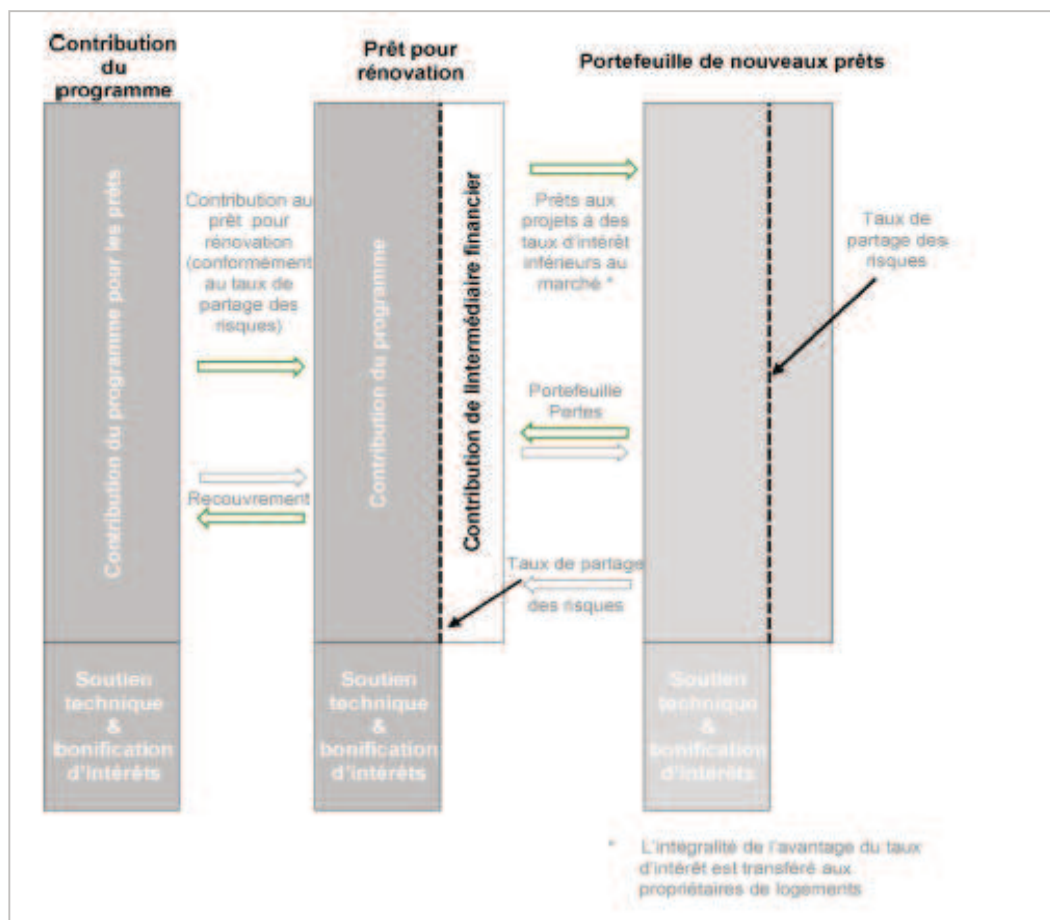 Contribution
du
programme
Prêt pour
rénovation
Portefeuille de nouveaux prêts
Contribution du programme pour les prêts
Contribution au
prêt pour
rénovation
(conformément
au taux de
partage des
risques)
Recouvrement
Contribution du programme
Contribution de lintermédiaire financier
Prêts aux
projets à des
taux d'intérêt
inférieurs au
marché *
Portefeuille
Pertes
Taux de partage
des risques
Taux de
partage des
risques
Soutien
technique
&
bonification
d'intérêts
Soutien
technique
&
bonification
d'intérêts
Soutien
technique
&
bonification
d'intérêts
* L'intégralité de l'avantage du taux
d'intérêt est transféré aux
propriétaires de logements